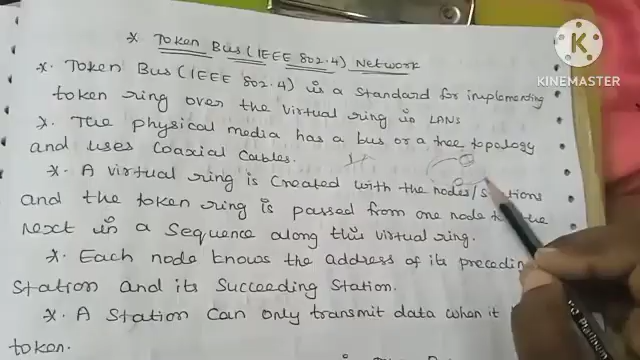 * Token Bus (IEEE 802.4) Network
K
KINEMASTER
* Token Bus (IEEE 802.4) is a standard for implementing
token ring over the virtual ring in LANs
* The physical media has a bus or a tree topology
and uses coaxial cables.
* A virtual ring is created with the nodes/stations
and the token ring is passed from one node to the
next in a sequence along this virtual ring.
* Each node knows the address of its preceding
station and its succeeding station.
* A station can only transmit data when it
token.